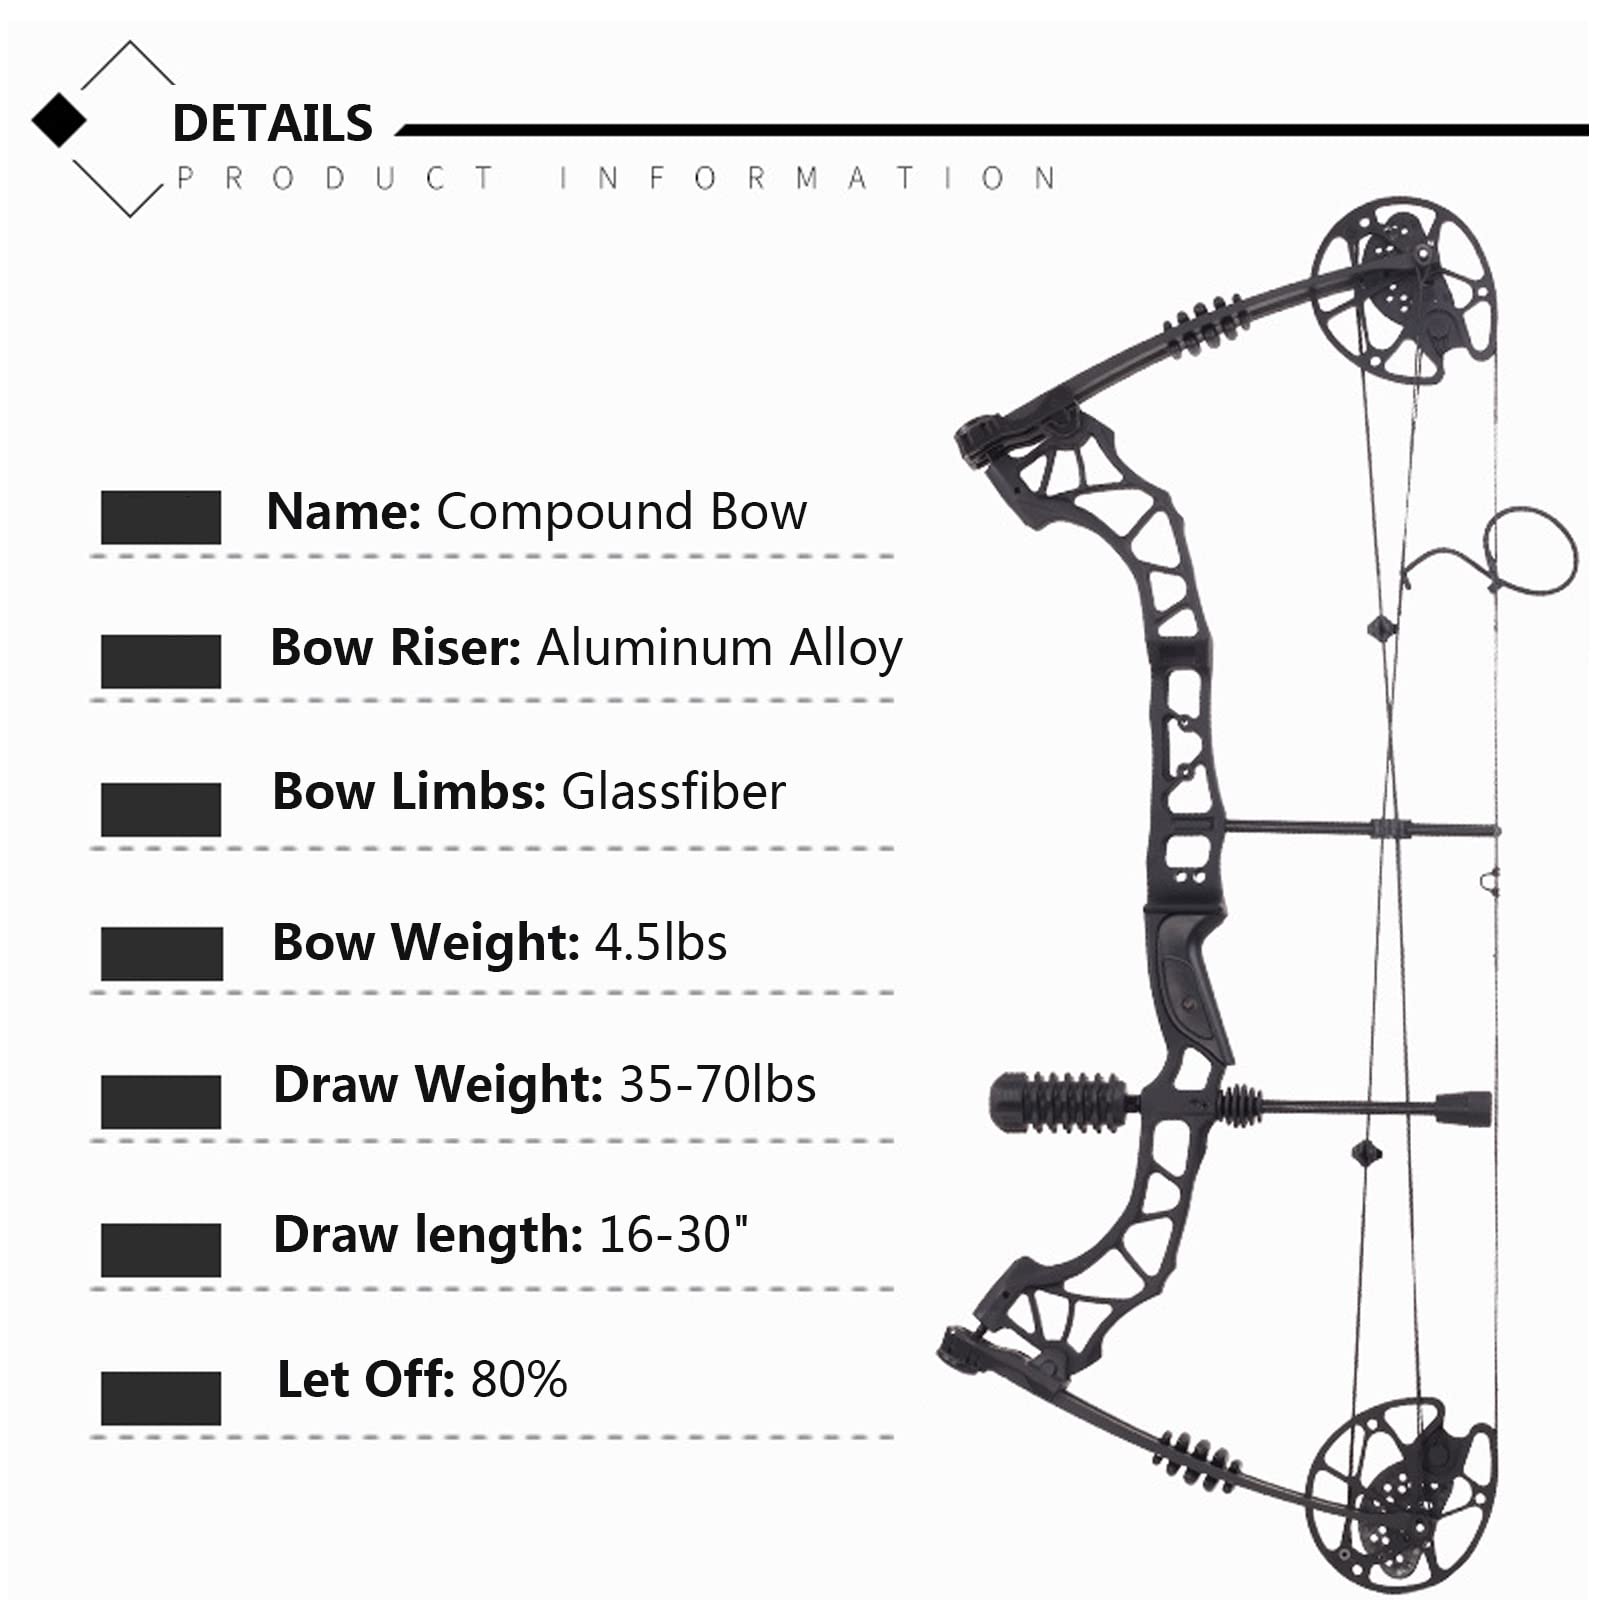 DETAILS
PRODUCT INFORMATION
Name: Compound Bow
Bow Riser: Aluminum Alloy
Bow Limbs: Glassfiber
Bow Weight: 4.5lbs
Draw Weight: 35-70lbs
Draw length: 16-30"
Let Off: 80%